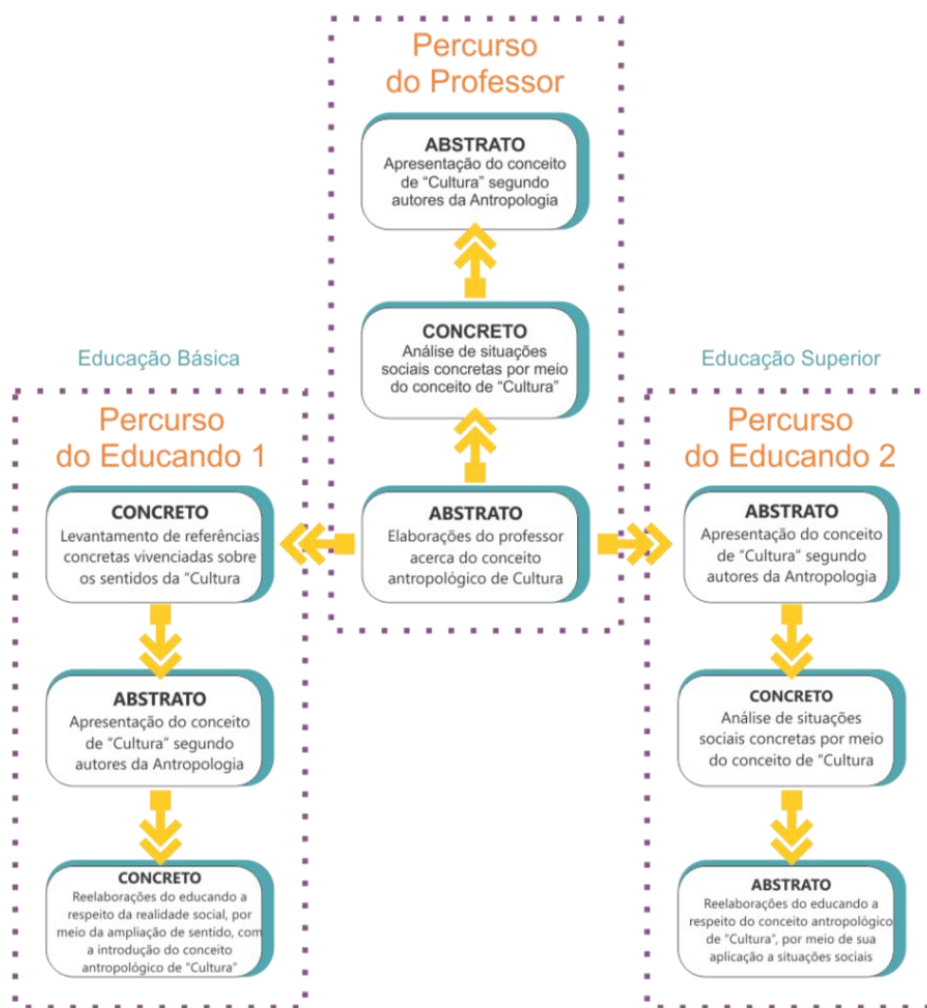 Percurso
do Professor
ABSTRATO
Apresentação do conceito
de “Cultura” segundo
autores da Antropologia
CONCRETO
Análise de situações
sociais concretas por meio
do conceito de “Cultura”
ABSTRATO
Elaborações do professor
acerca do conceito
antropológico de Cultura
Educação Básica
Percurso
do Educando 1
CONCRETO
Levantamento de referências
concretas vivenciadas sobre
os sentidos da “Cultura
ABSTRATO
Apresentação do conceito
de “Cultura” segundo
autores da Antropologia
CONCRETO
Reelaborações do educando a
respeito da realidade social, por
meio da ampliação de sentido, com
a introdução do conceito
antropológico de “Cultura”
Educação Superior
Percurso
do Educando 2
ABSTRATO
Apresentação do conceito
de “Cultura” segundo
autores da Antropologia
CONCRETO
Análise de situações
sociais concretas por meio
do conceito de “Cultura
ABSTRATO
Reelaborações do educando a
respeito do conceito antropológico
de “Cultura”, por meio de sua
aplicação a situações sociais